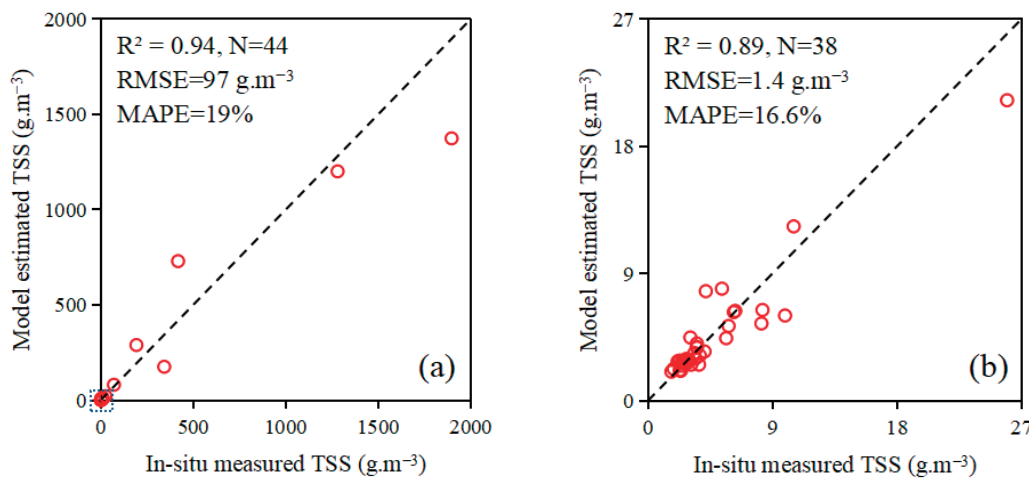 Model estimated TSS (g.m⁻³)
2000
1500
1000
500
0
R² = 0.94, N=44
RMSE=97 g.m⁻³
MAPE=19%
(a)
0 500 1000 1500 2000
In-situ measured TSS (g.m⁻³)
Model estimated TSS (g.m⁻³)
27
18
9
0
R² = 0.89, N=38
RMSE=1.4 g.m⁻³
MAPE=16.6%
(b)
0 9 18 27
In-situ measured TSS (g.m⁻³)